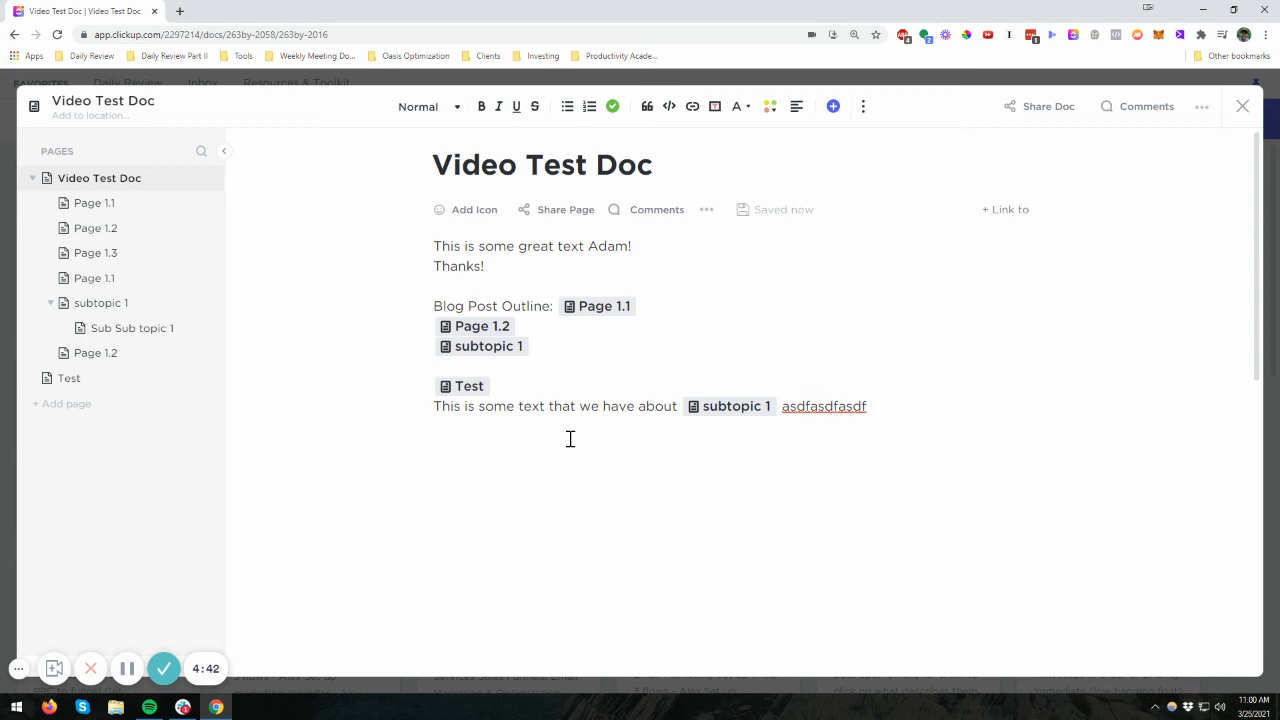 Video Test Doc | Video Test Doc
app.clickup.com/2297214/docs/263by-2058/263by-2016
Apps Daily Review Daily Review Part II Tools Weekly Meeting Do... Oasis Optimization Clients Investing Productivity Acade... Other bookmarks
FAVORITES Daily Review Inbox Resources & Toolkit
Video Test Doc
Add to location...
Normal B I U S A Share Doc Comments
PAGES
Video Test Doc
Page 1.1
Page 1.2
Page 1.3
Page 1.1
subtopic 1
Sub Sub topic 1
Page 1.2
Test
+ Add page
Video Test Doc
Add Icon Share Page Comments Saved now + Link to
This is some great text Adam!
Thanks!
Blog Post Outline: Page 1.1
Page 1.2
subtopic 1
Test
This is some text that we have about subtopic 1 asdfasdfasdf
4:42
11:00 AM
3/25/2021